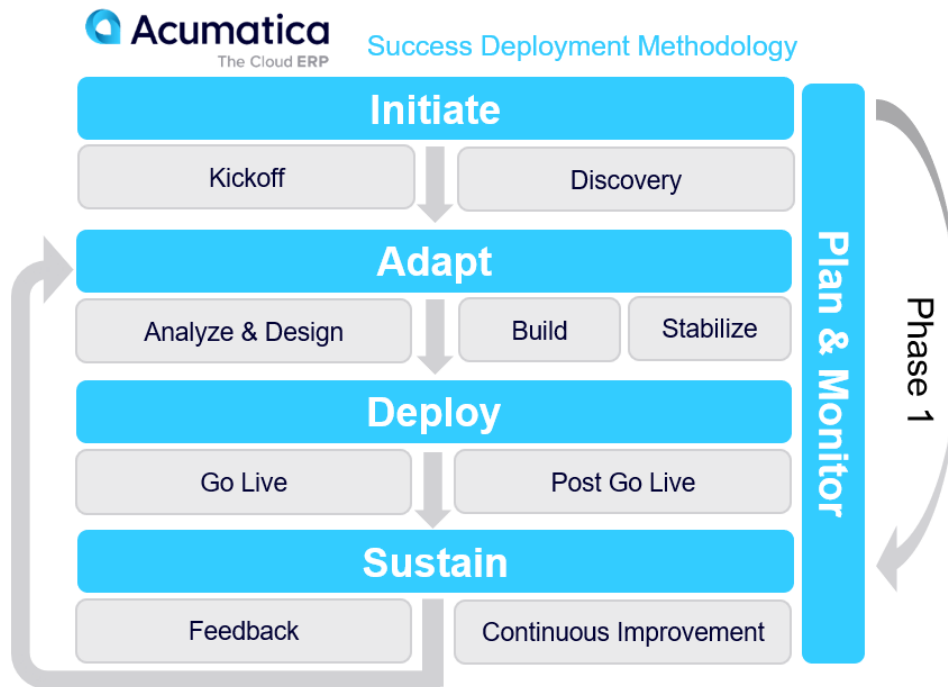 Acumatica
The Cloud ERP
Success Deployment Methodology
Initiate
Kickoff
Discovery
Adapt
Analyze & Design
Build
Stabilize
Deploy
Go Live
Post Go Live
Sustain
Feedback
Continuous Improvement
Plan & Monitor
Phase 1